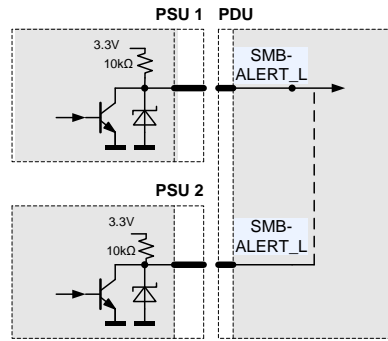 PSU 1 PDU
3.3V
10kΩ
SMB-
ALERT_L
PSU 2
3.3V
10kΩ
SMB-
ALERT_L